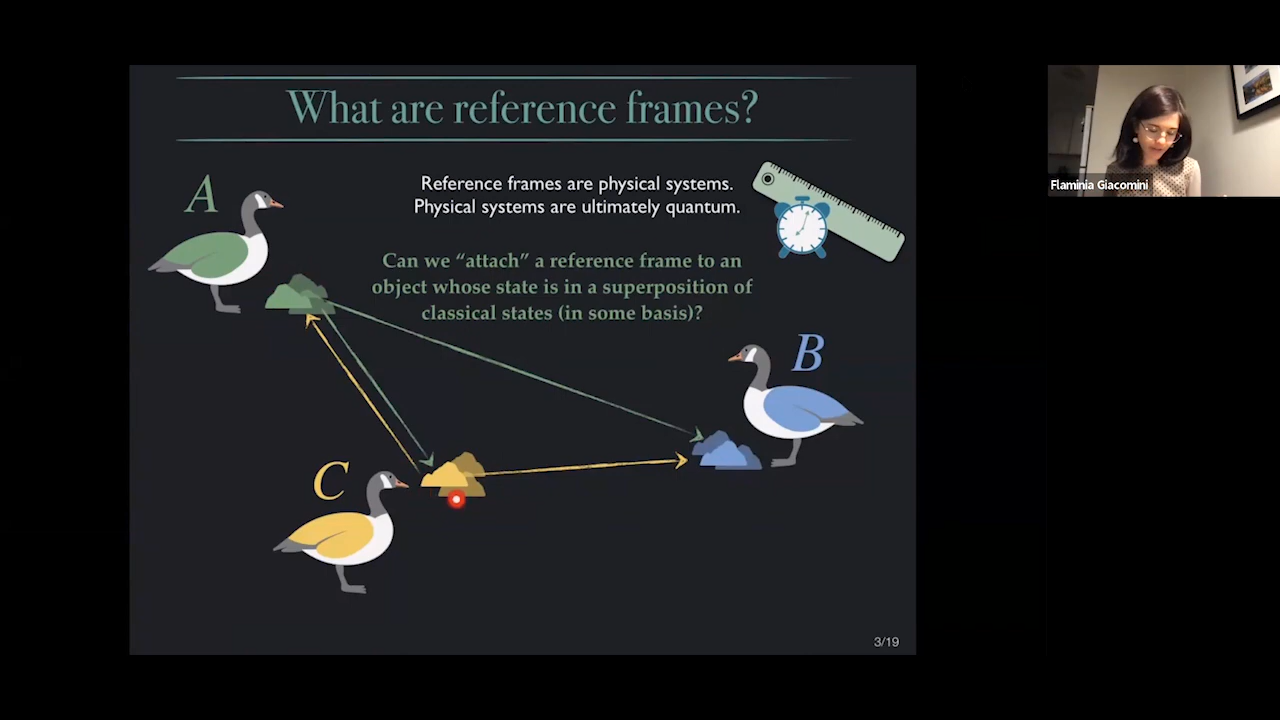 What are reference frames?
Flaminia Giacomini
A
Reference frames are physical systems.
Physical systems are ultimately quantum.
Can we “attach” a reference frame to an
object whose state is in a superposition of
classical states (in some basis)?
B
C
3/19